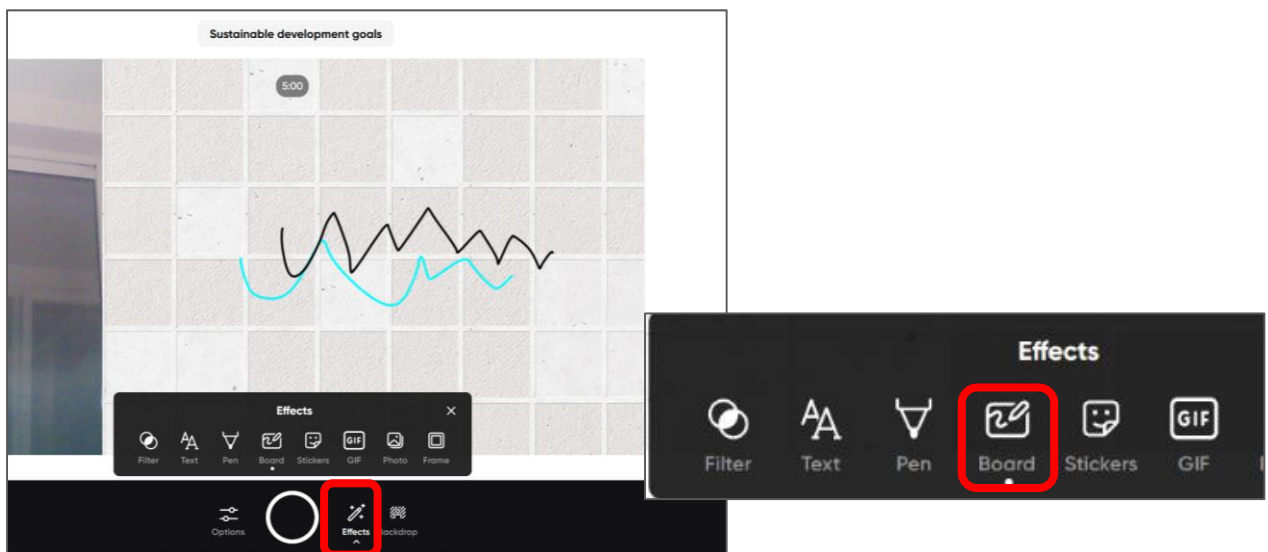 Sustainable development goals
5:00
Effects
Filter Text Pen Board Stickers GIF Photo Frame
Options Effects Backdrop
Effects
GIF
Filter Text Pen Board Stickers GIF